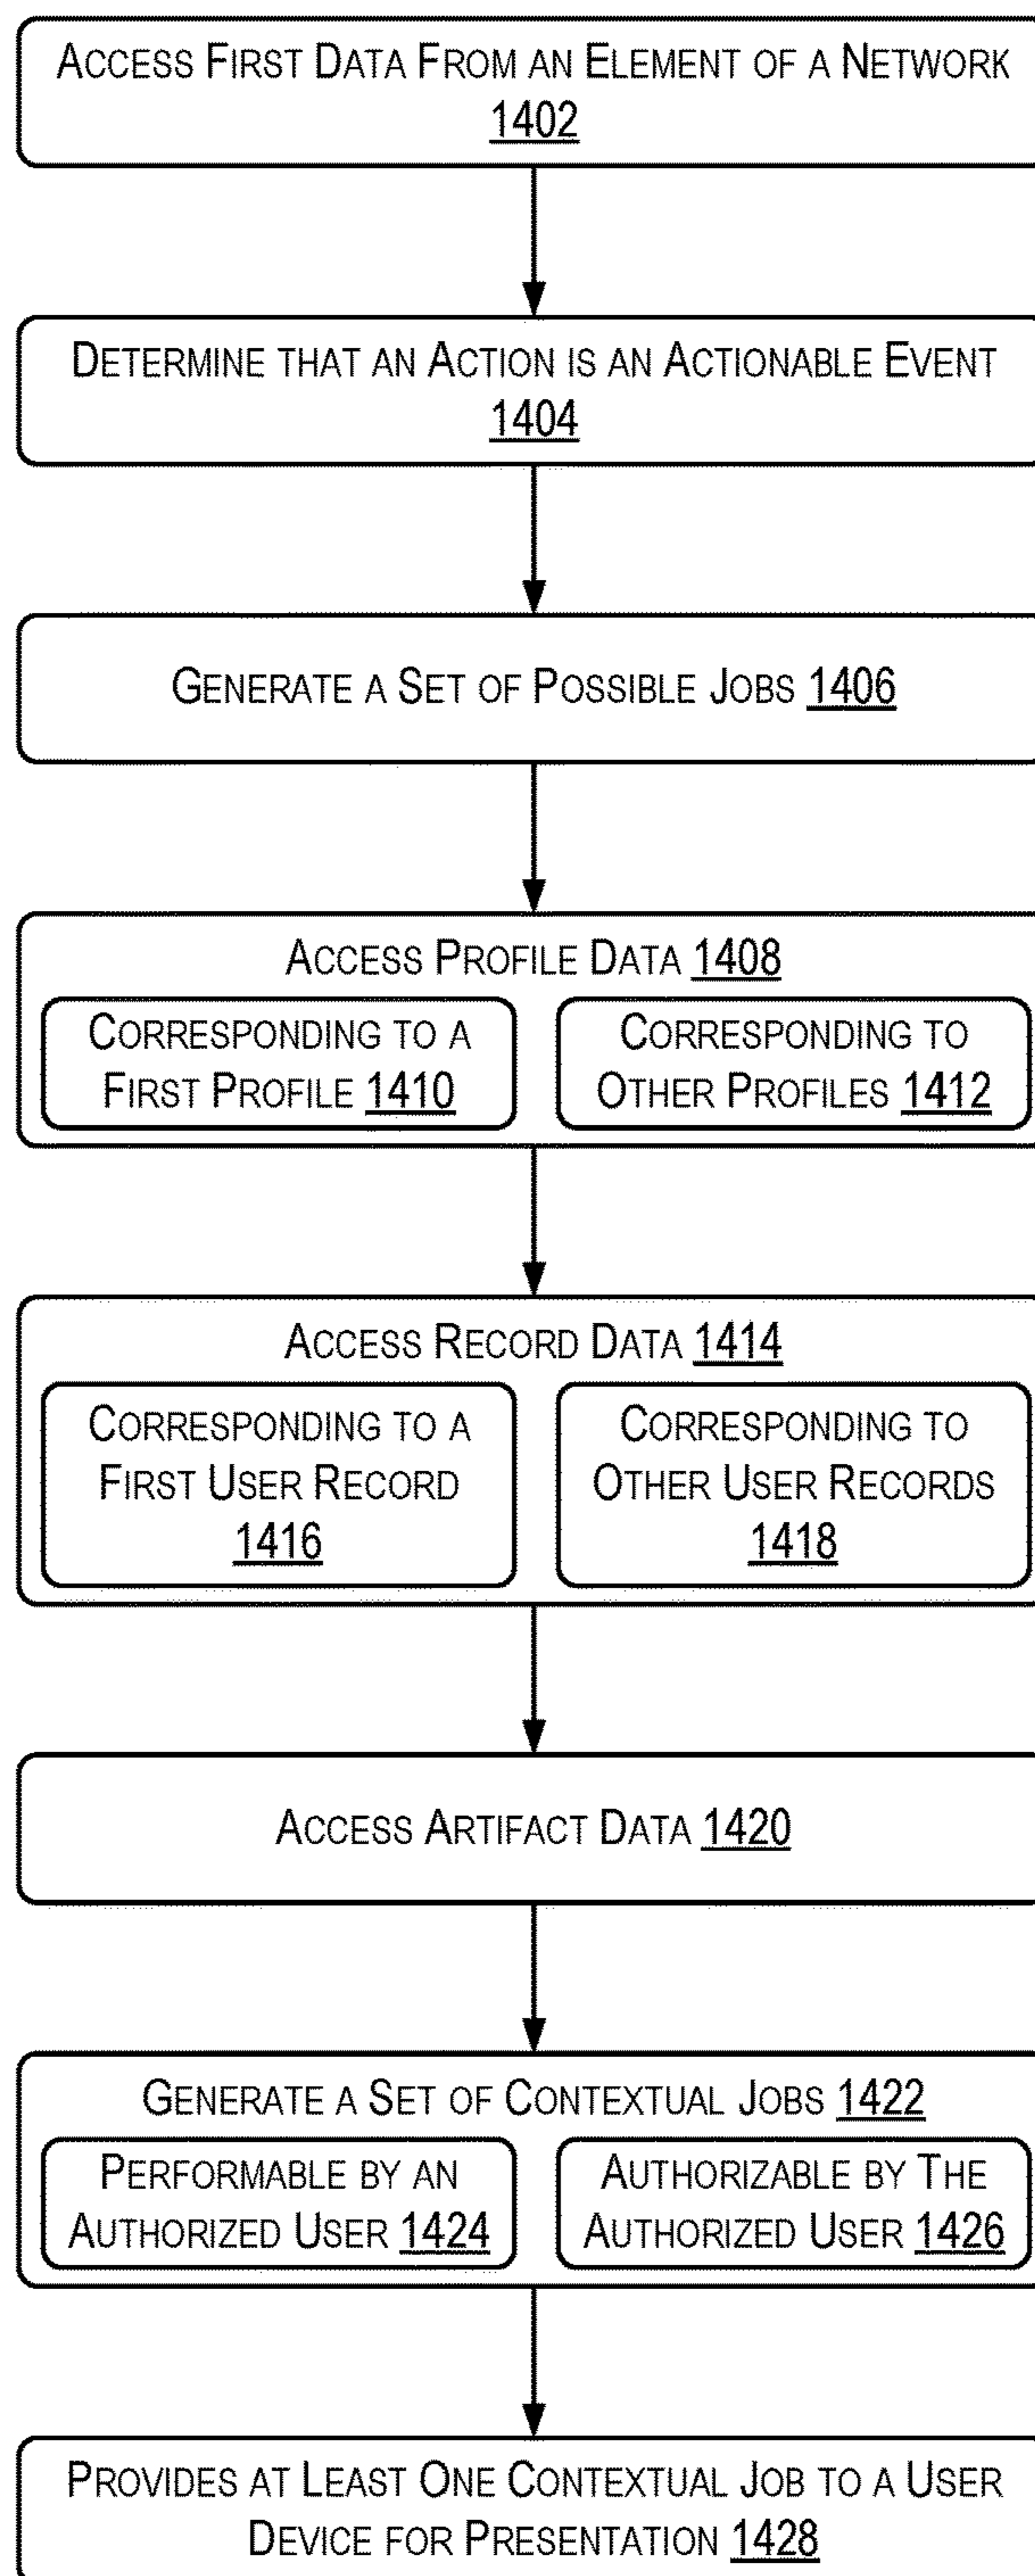 ACCESS FIRST DATA FROM AN ELEMENT OF A NETWORK
1402
DETERMINE THAT AN ACTION IS AN ACTIONABLE EVENT
1404
GENERATE A SET OF POSSIBLE JOBS 1406
ACCESS PROFILE DATA 1408
CORRESPONDING TO A
FIRST PROFILE 1410
CORRESPONDING TO
OTHER PROFILES 1412
ACCESS RECORD DATA 1414
CORRESPONDING TO A
FIRST USER RECORD
1416
CORRESPONDING TO
OTHER USER RECORDS
1418
ACCESS ARTIFACT DATA 1420
GENERATE A SET OF CONTEXTUAL JOBS 1422
PERFORMABLE BY AN
AUTHORIZED USER 1424
AUTHORIZABLE BY THE
AUTHORIZED USER 1426
PROVIDES AT LEAST ONE CONTEXTUAL JOB TO A USER
DEVICE FOR PRESENTATION 1428